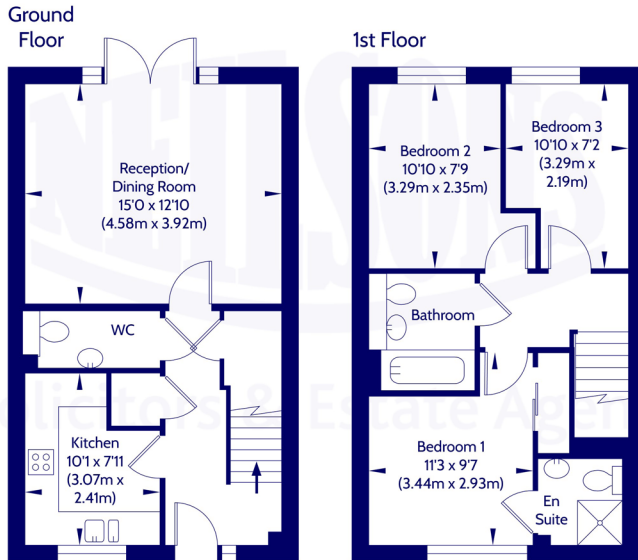 Ground
Floor
1st Floor
Reception/
Dining Room
15'0 x 12'10
(4.58m x 3.92m)
WC
Kitchen
10'1 x 7'11
(3.07m x
2.41m)
Bedroom 2
10'10 x 7'9
(3.29m x 2.35m)
Bedroom 3
10'10 x 7'2
(3.29m x
2.19m)
Bathroom
Bedroom 1
11'3 x 9'7
(3.44m x 2.93m)
En
Suite
NEILSONS